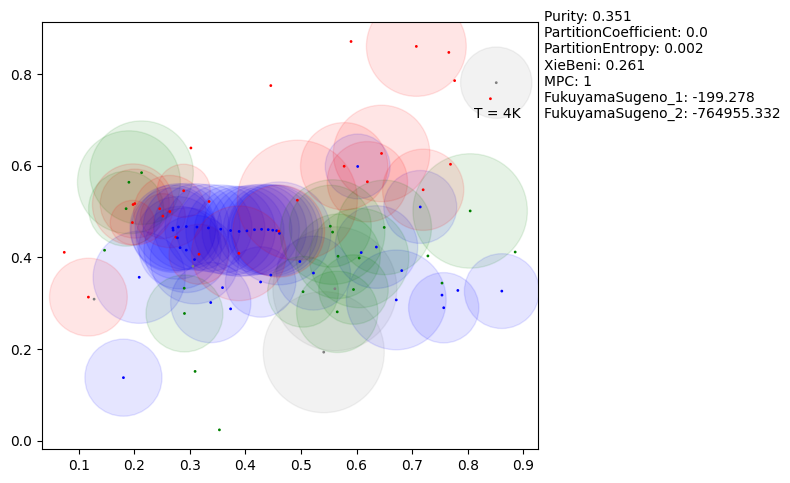 Purity: 0.351
PartitionCoefficient: 0.0
PartitionEntropy: 0.002
XieBeni: 0.261
MPC: 1
FukuyamaSugeno_1: -199.278
FukuyamaSugeno_2: -764955.332
T = 4K
0.8
0.6
0.4
0.2
0.0
0.1 0.2 0.3 0.4 0.5 0.6 0.7 0.8 0.9